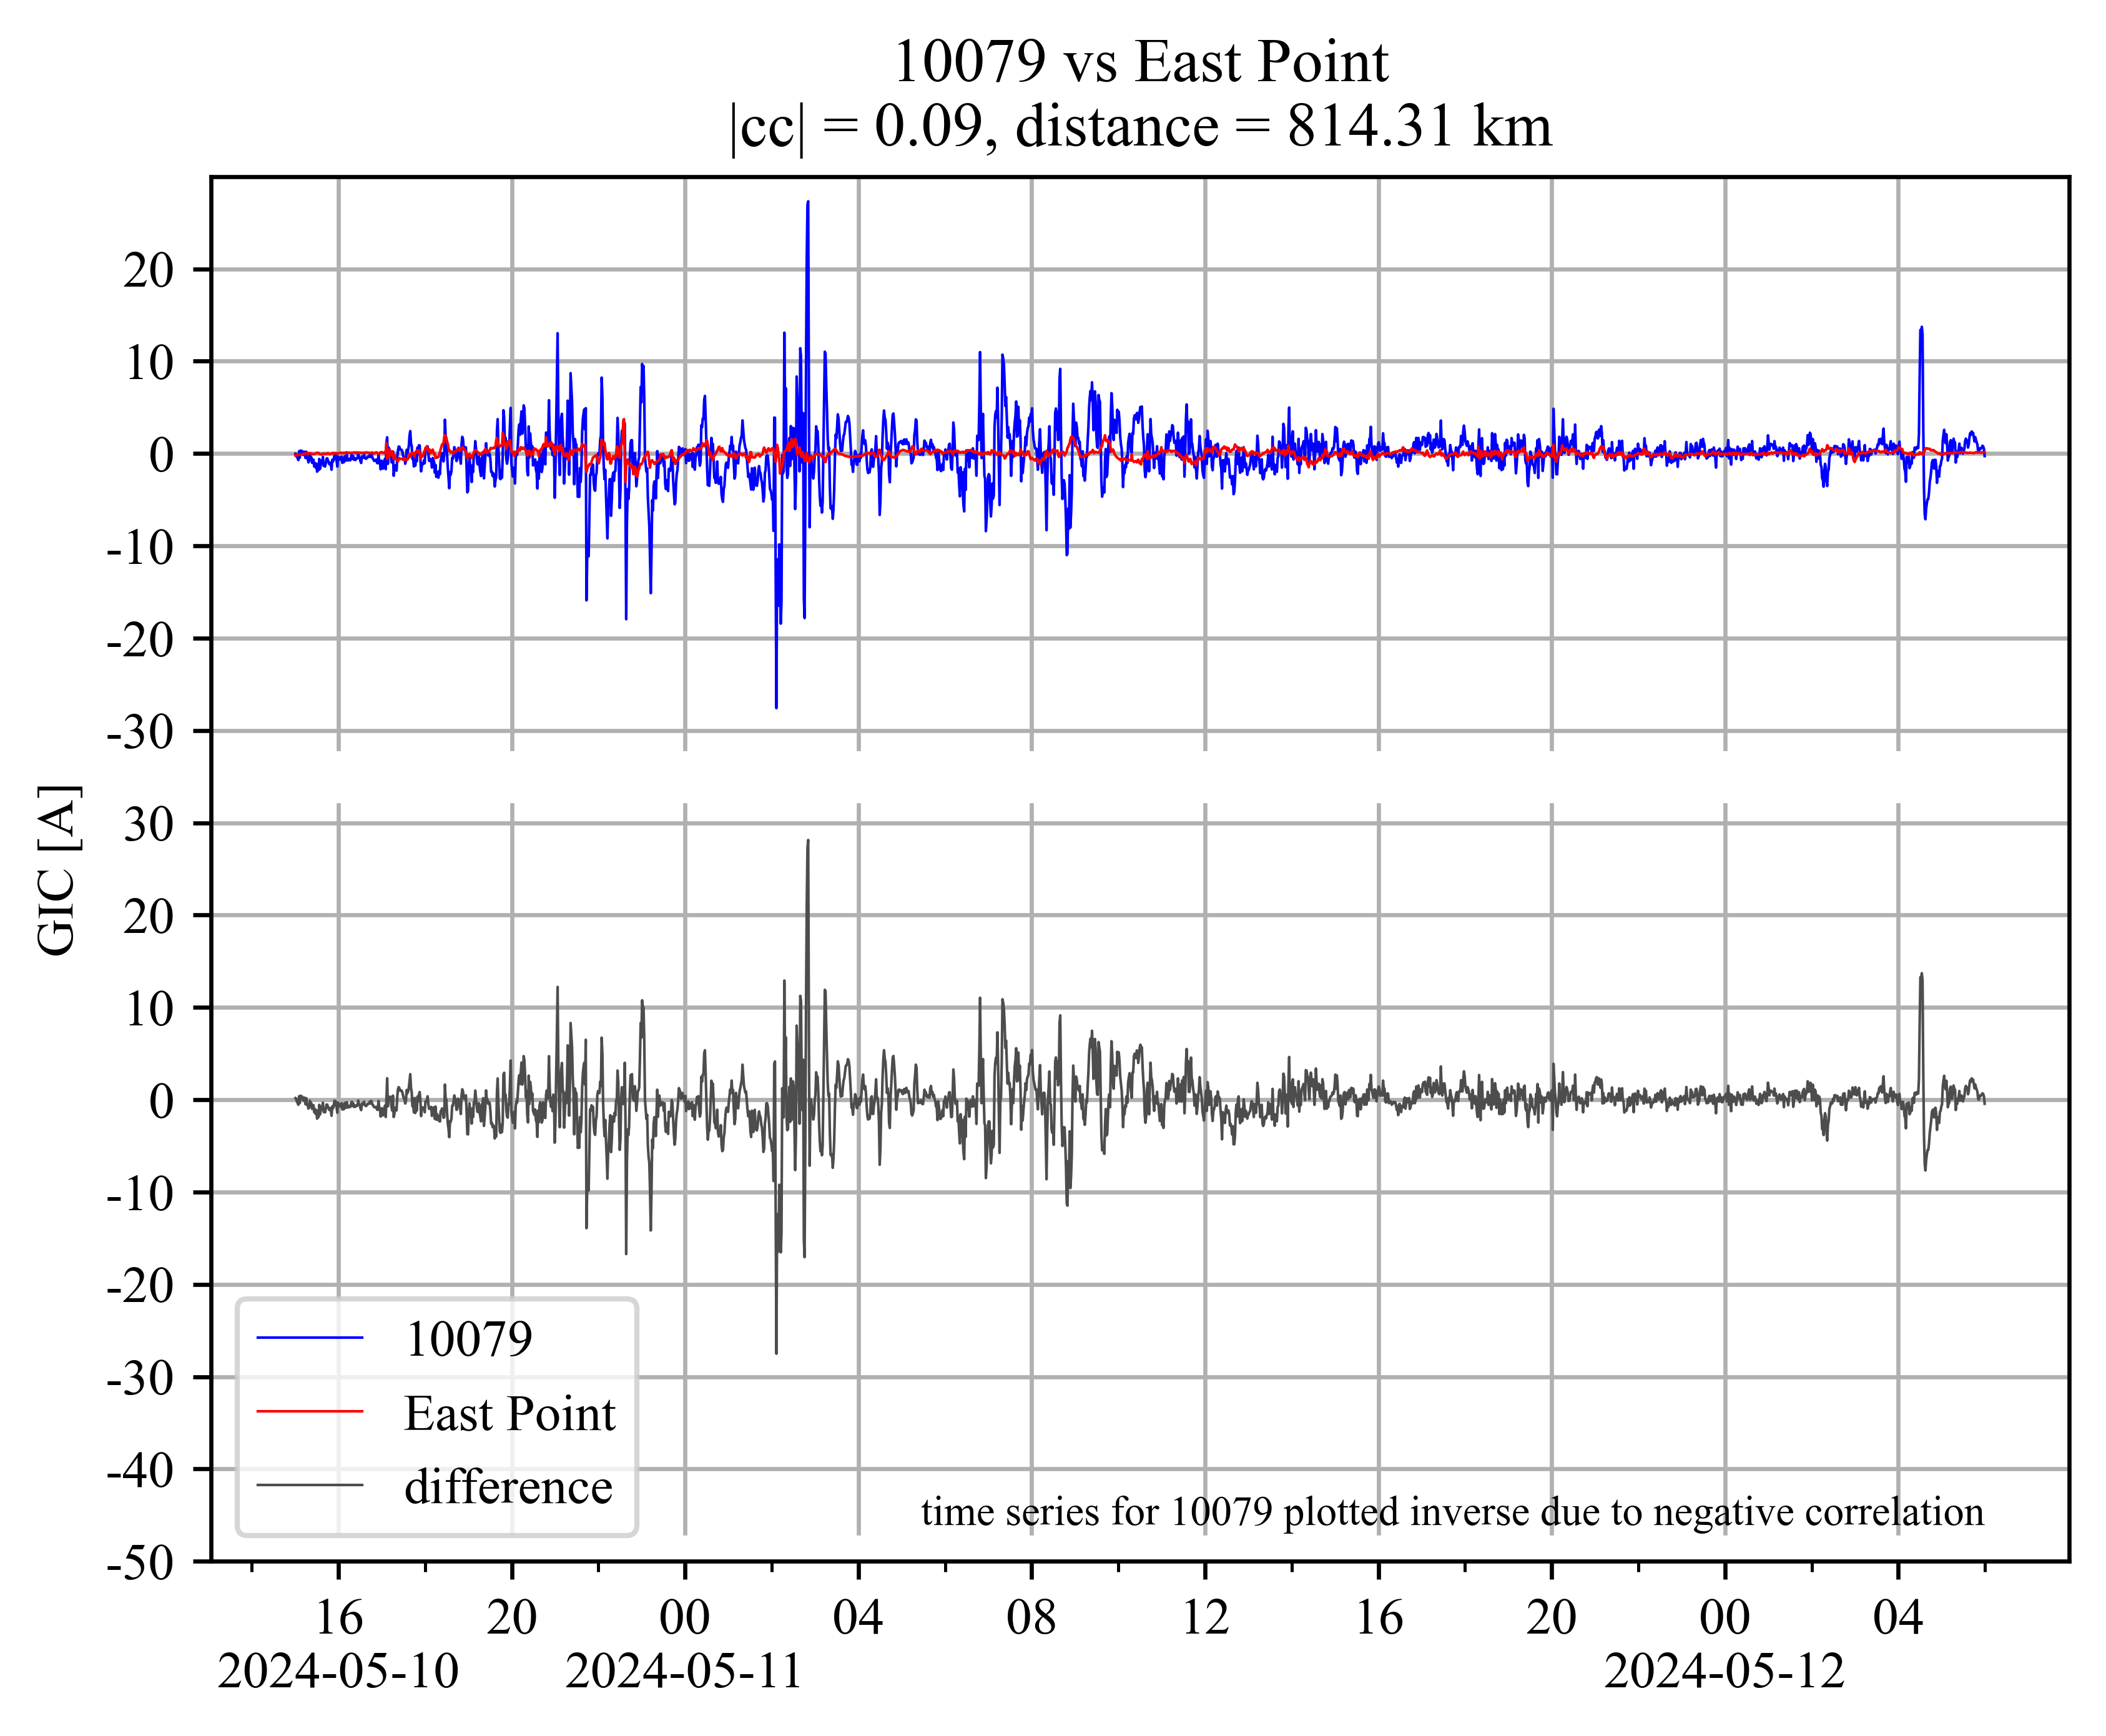 10079 vs East Point
|cc| = 0.09, distance = 814.31 km
20
10
0
-10
-20
-30
30
20
10
0
-10
-20
-30
-40
-50
GIC [A]
10079
East Point
difference
time series for 10079 plotted inverse due to negative correlation
16 20 00 04 08 12 16 20 00 04
2024-05-10 2024-05-11 2024-05-12